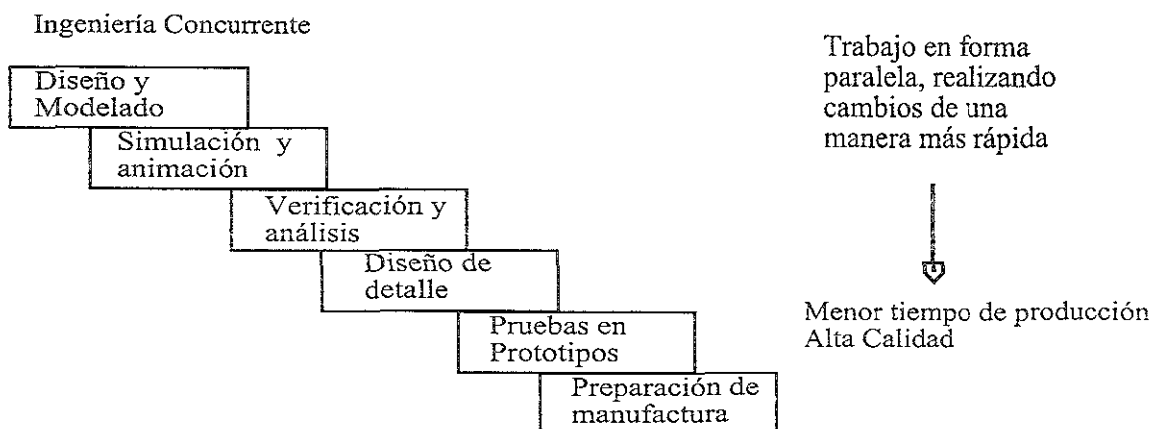 Ingeniería Concurrente
Diseño y
Modelado
Simulación y
animación
Verificación y
análisis
Diseño de
detalle
Pruebas en
Prototipos
Preparación de
manufactura
Trabajo en forma
paralela, realizando
cambios de una
manera más rápida
Menor tiempo de producción
Alta Calidad